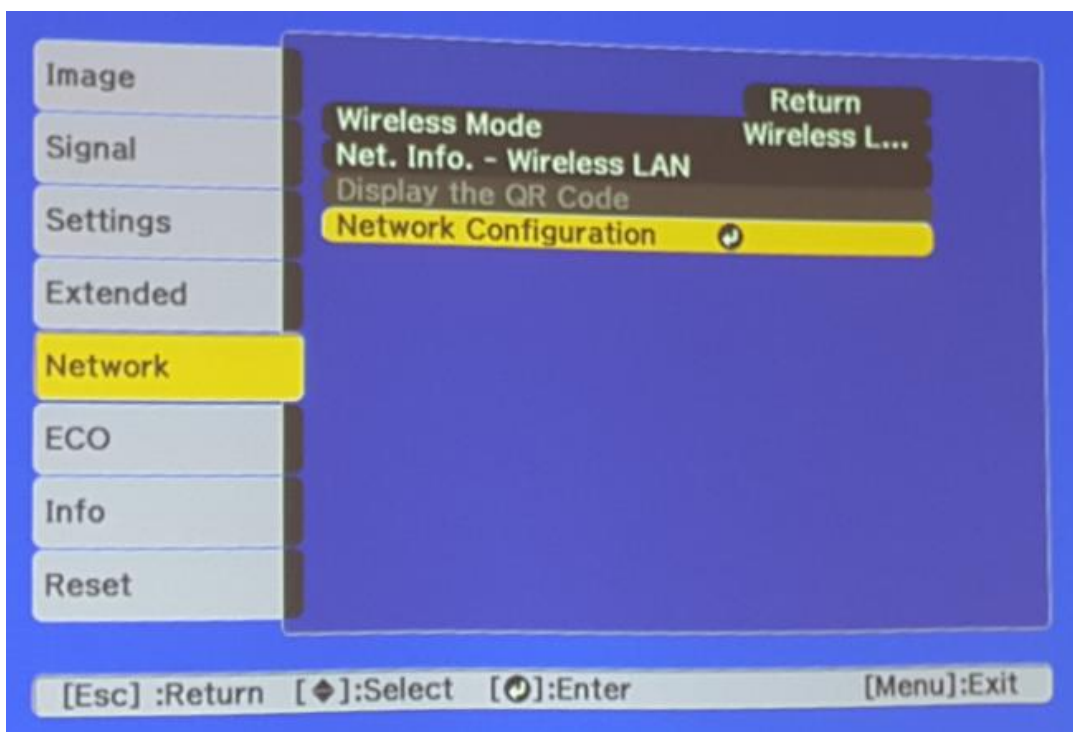 Image
Signal
Settings
Extended
Network
ECO
Info
Reset
Return
Wireless Mode Wireless L...
Net. Info. - Wireless LAN
Display the QR Code
Network Configuration
[Esc] :Return [◆]:Select [⏎]:Enter [Menu]:Exit